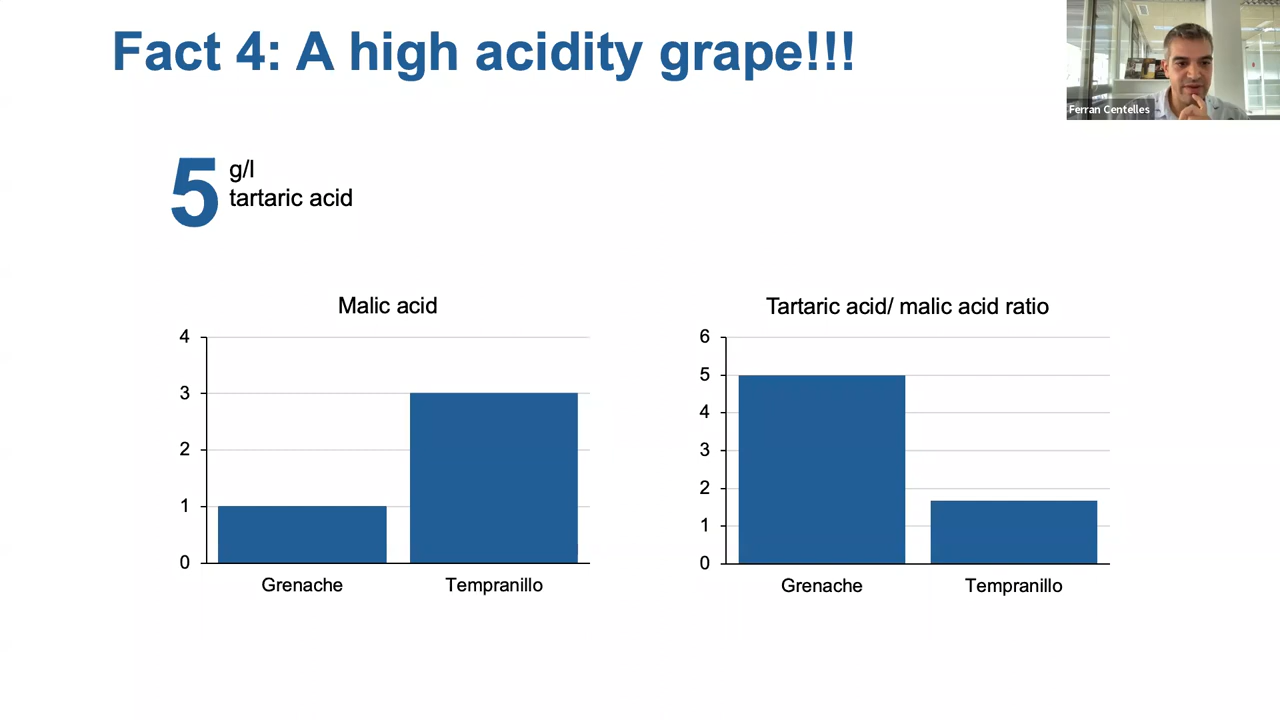 Fact 4: A high acidity grape!!!
Ferran Centelles
5 g/l
tartaric acid
Malic acid
4
3
2
1
0
Grenache Tempranillo
Tartaric acid/ malic acid ratio
6
5
4
3
2
1
0
Grenache Tempranillo